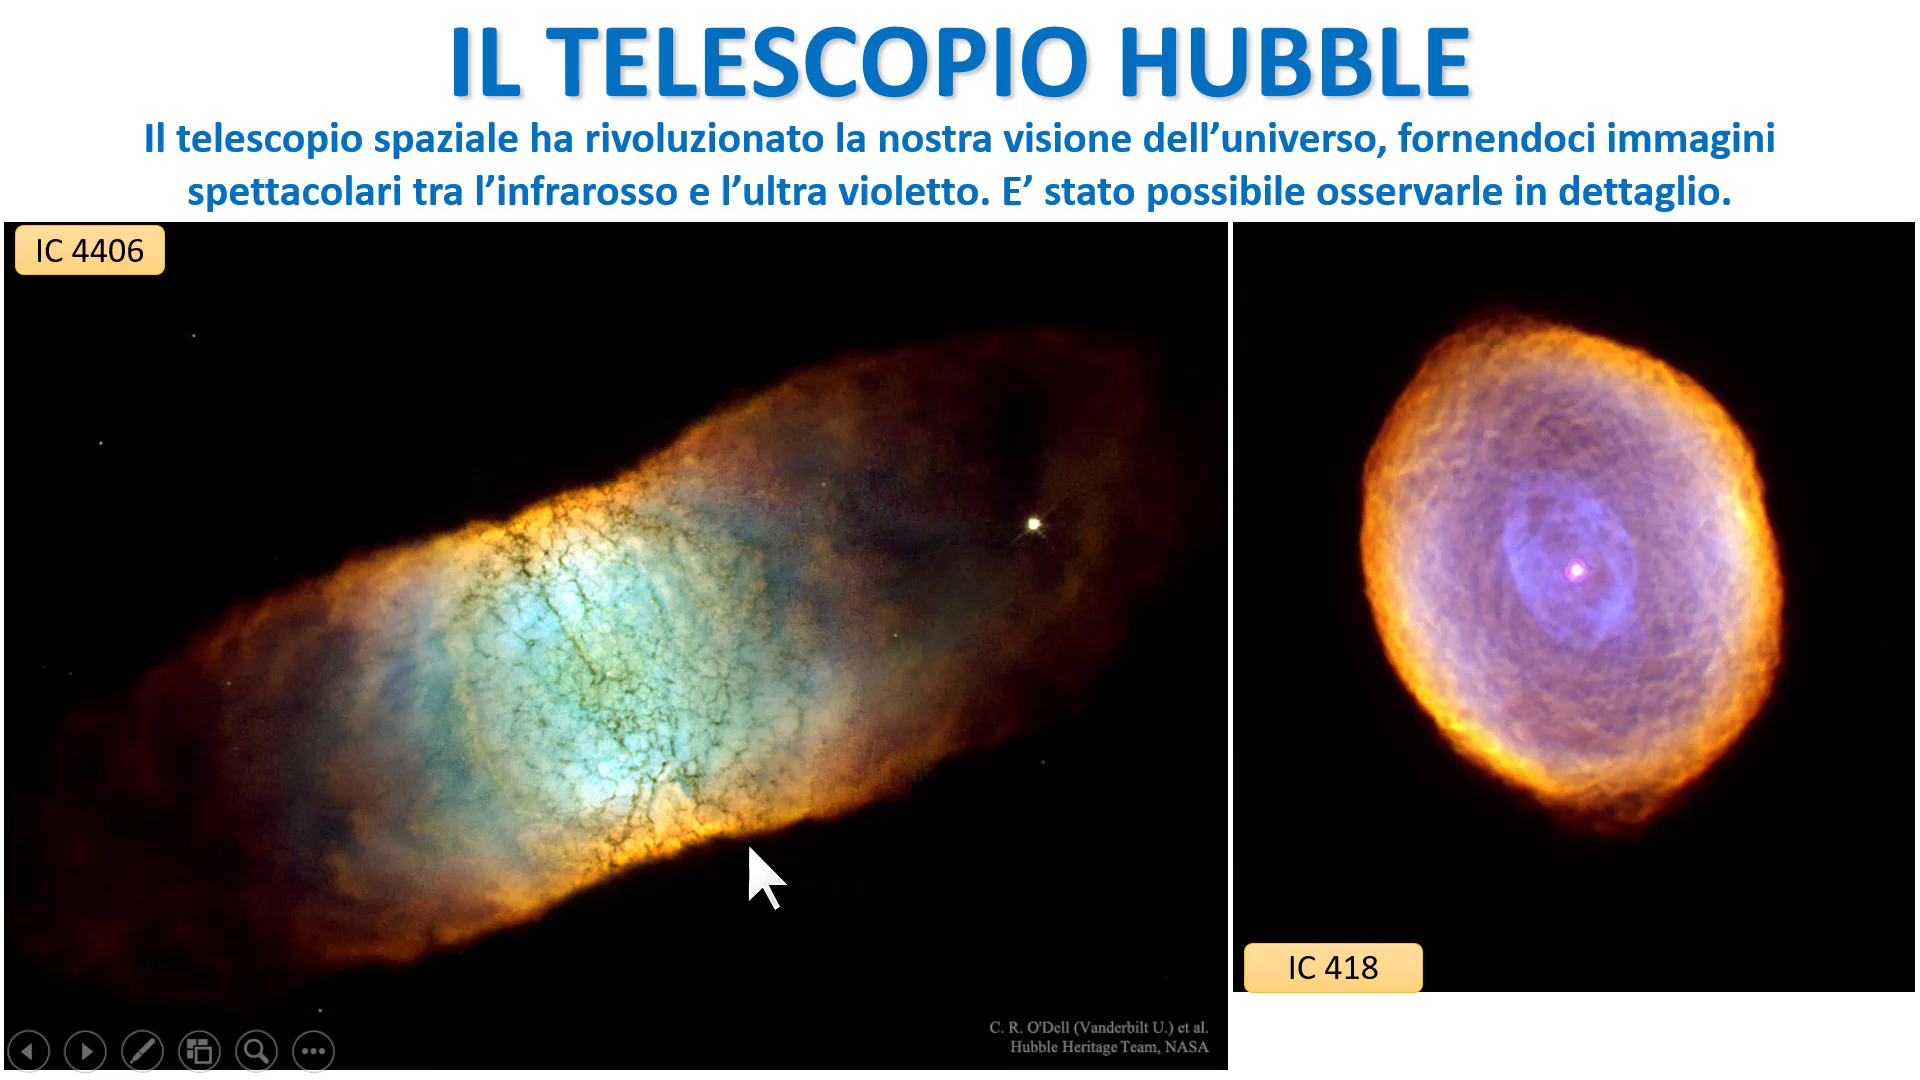 IL TELESCOPIO HUBBLE
Il telescopio spaziale ha rivoluzionato la nostra visione dell’universo, fornendoci immagini
spettacolari tra l’infrarosso e l’ultra violetto. E’ stato possibile osservarle in dettaglio.
IC 4406
IC 418
C. R. O'Dell (Vanderbilt U.) et al.
Hubble Heritage Team, NASA